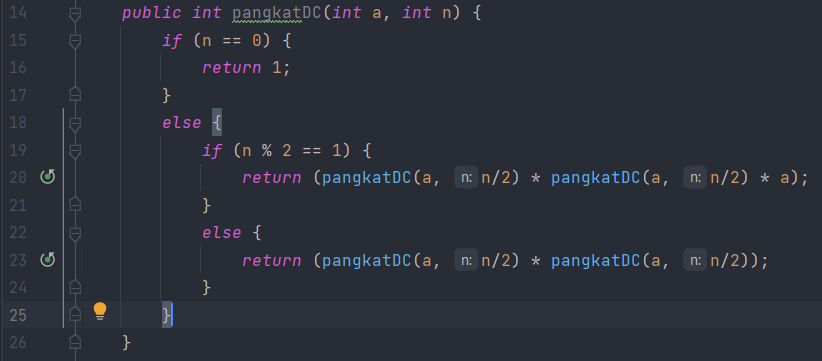 14 public int pangkatDC(int a, int n) {
15 if (n == 0) {
16 return 1;
17 }
18 else {
19 if (n % 2 == 1) {
20 return (pangkatDC(a, n: n/2) * pangkatDC(a, n: n/2) * a);
21 }
22 else {
23 return (pangkatDC(a, n: n/2) * pangkatDC(a, n: n/2));
24 }
25 }
26 }